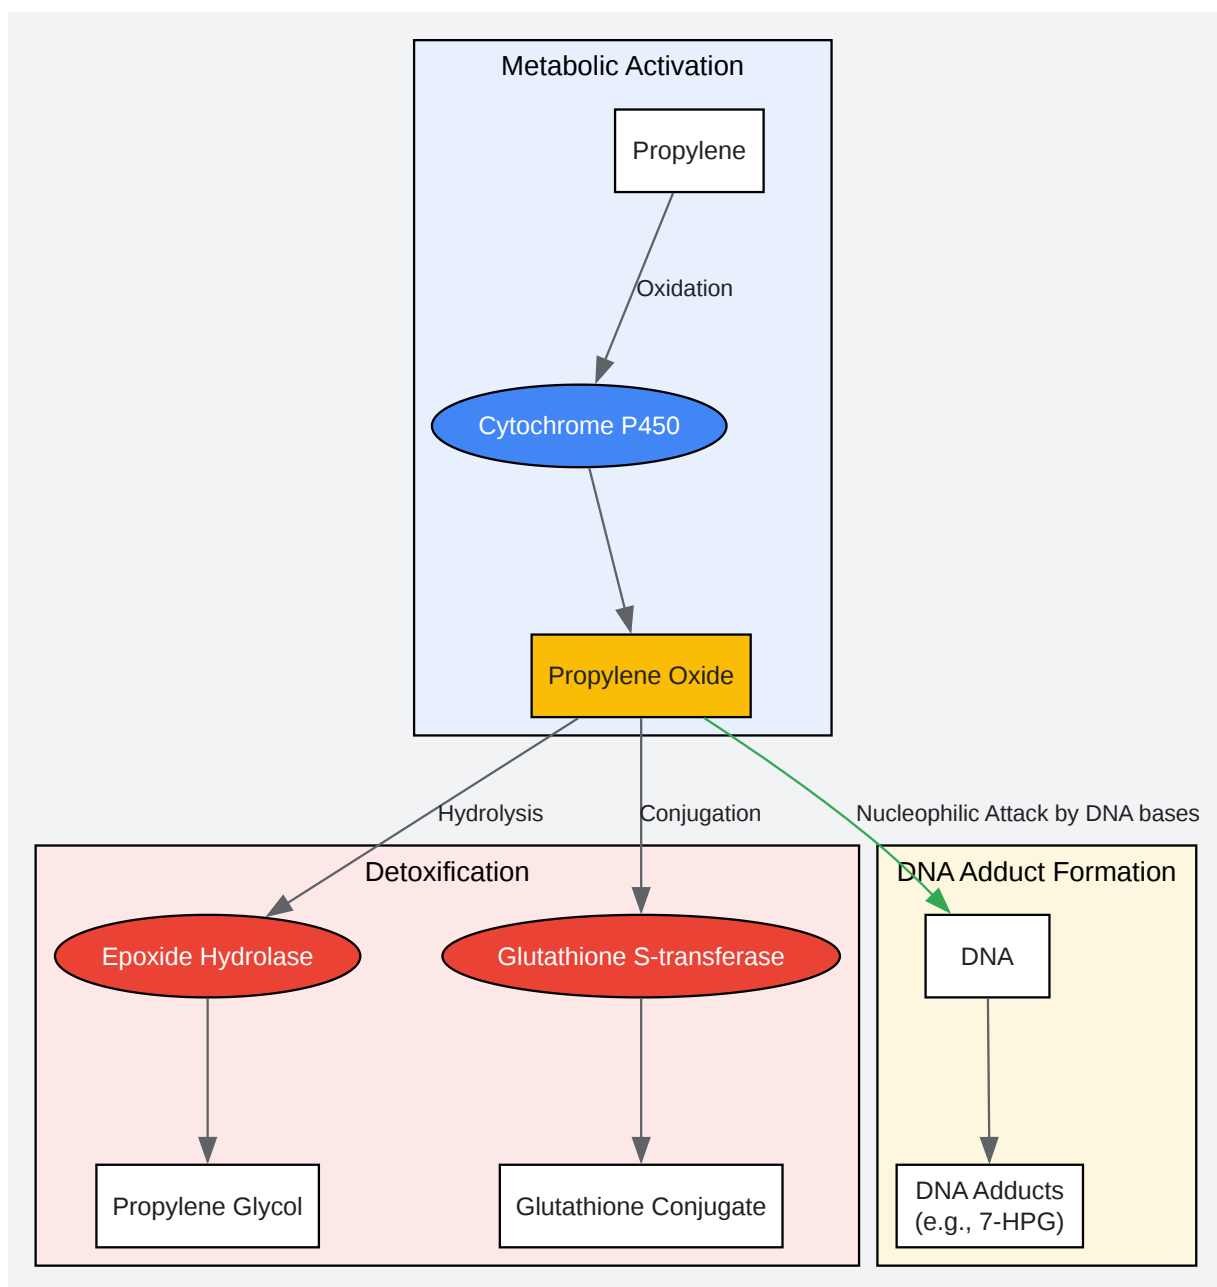 Metabolic Activation
Propylene
Oxidation
Cytochrome P450
Propylene Oxide
Hydrolysis
Conjugation
Nucleophilic Attack by DNA bases
Detoxification
DNA Adduct Formation
Epoxide Hydrolase
Glutathione S-transferase
DNA
Propylene Glycol
Glutathione Conjugate
DNA Adducts
(e.g., 7-HPG)